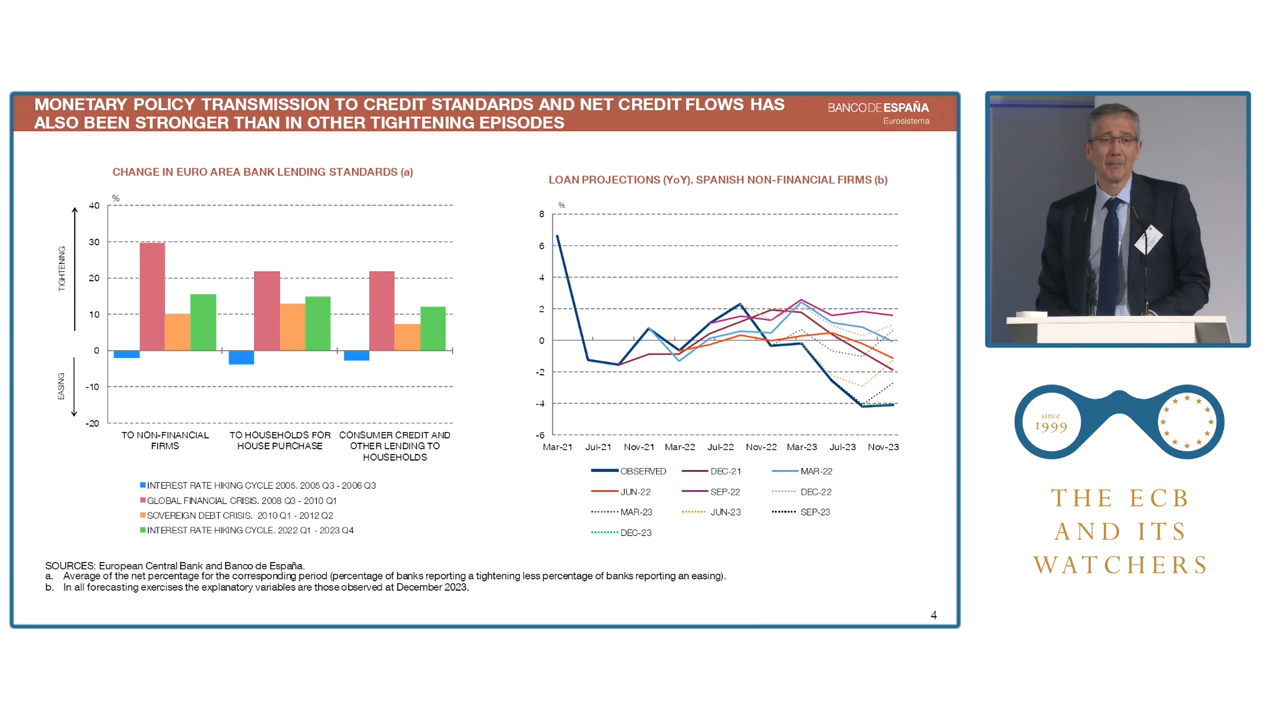 MONETARY POLICY TRANSMISSION TO CREDIT STANDARDS AND NET CREDIT FLOWS HAS
ALSO BEEN STRONGER THAN IN OTHER TIGHTENING EPISODES
BANCODEESPAÑA
Eurosistema
CHANGE IN EURO AREA BANK LENDING STANDARDS (a)
%
40
30
20
10
0
-10
-20
TIGHTENING
EASING
TO NON-FINANCIAL
FIRMS
TO HOUSEHOLDS FOR
HOUSE PURCHASE
CONSUMER CREDIT AND
OTHER LENDING TO
HOUSEHOLDS
INTEREST RATE HIKING CYCLE 2005. 2005 Q3 - 2006 Q3
GLOBAL FINANCIAL CRISIS. 2008 Q3 - 2010 Q1
SOVEREIGN DEBT CRISIS. 2010 Q1 - 2012 Q2
INTEREST RATE HIKING CYCLE. 2022 Q1 - 2023 Q4
LOAN PROJECTIONS (YoY). SPANISH NON-FINANCIAL FIRMS (b)
%
8
6
4
2
0
-2
-4
-6
Mar-21 Jul-21 Nov-21 Mar-22 Jul-22 Nov-22 Mar-23 Jul-23 Nov-23
OBSERVED DEC-21 MAR-22
JUN-22 SEP-22 DEC-22
MAR-23 JUN-23 SEP-23
DEC-23
SOURCES: European Central Bank and Banco de España.
a. Average of the net percentage for the corresponding period (percentage of banks reporting a tightening less percentage of banks reporting an easing).
b. In all forecasting exercises the explanatory variables are those observed at December 2023.
4
since
1999
THE ECB
AND ITS
WATCHERS